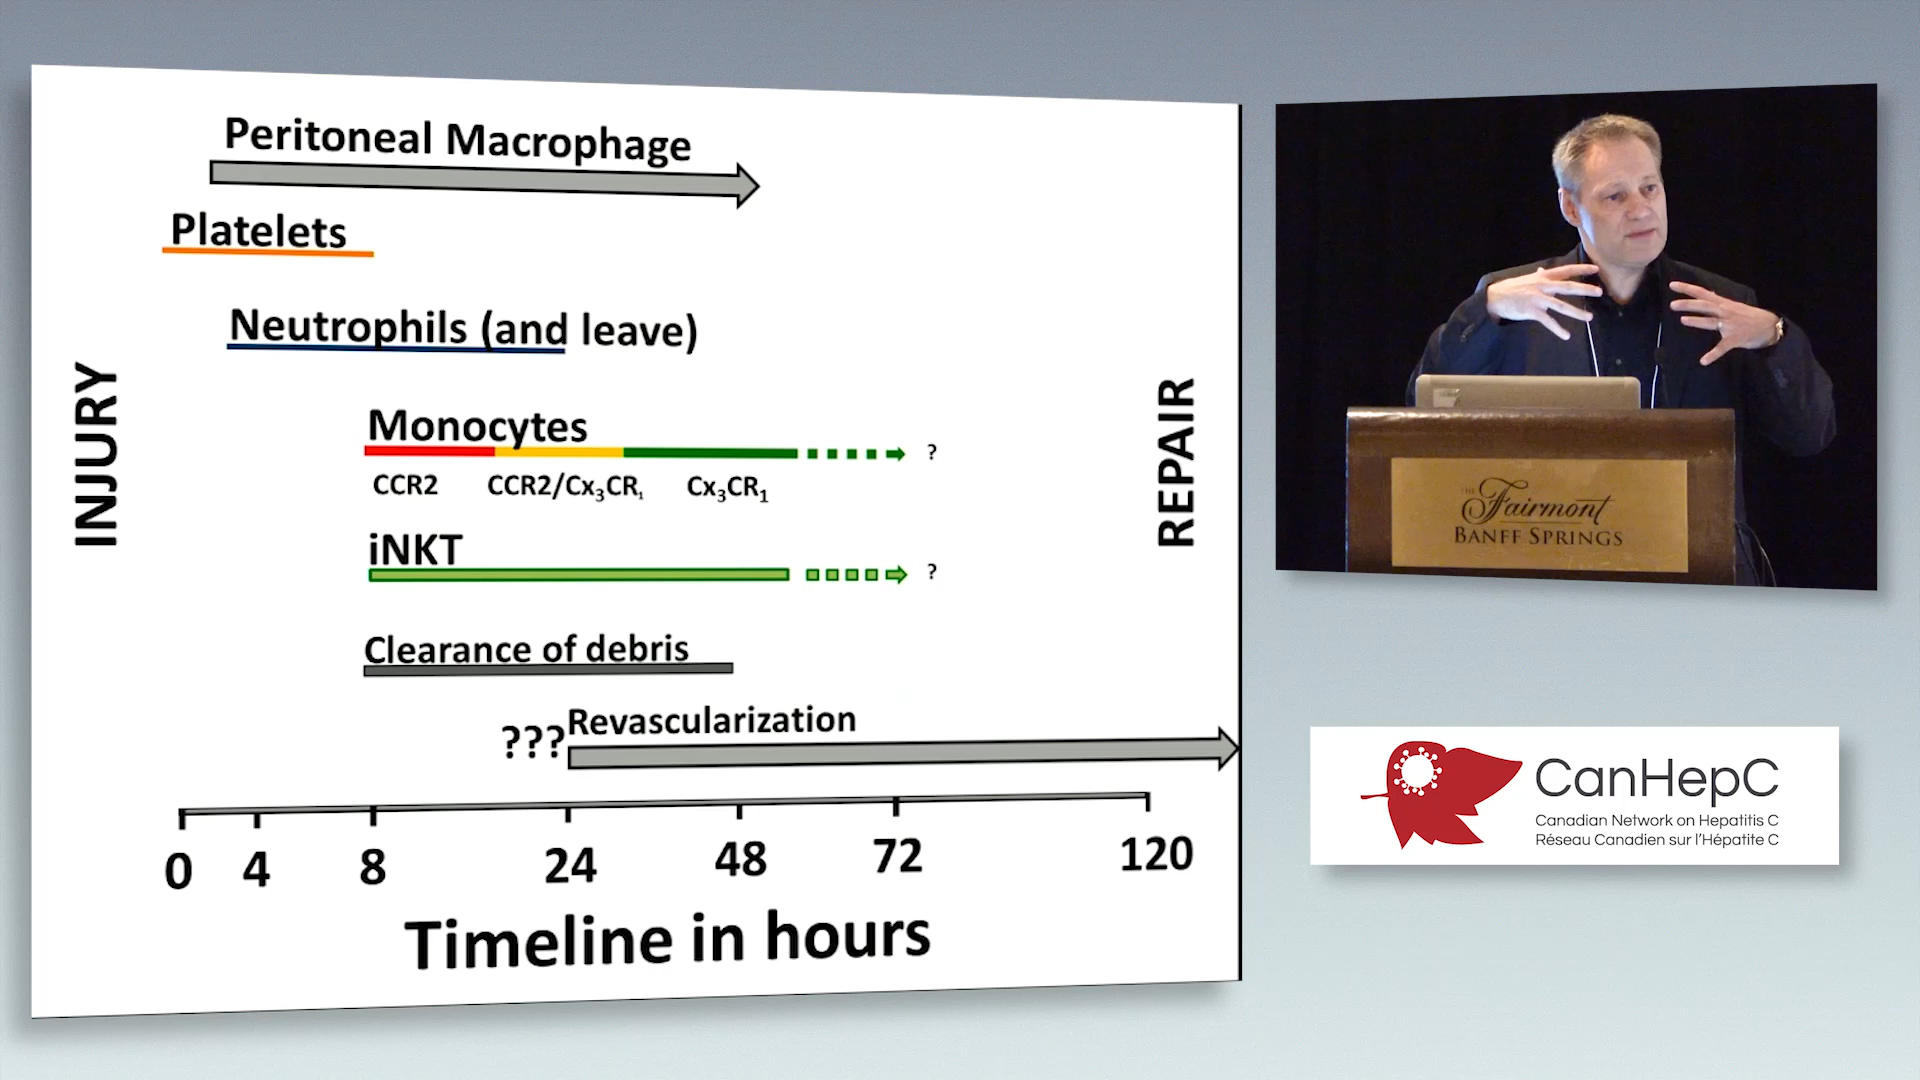 Peritoneal Macrophage
Platelets
Neutrophils (and leave)
INJURY
Monocytes
?
CCR2 CCR2/Cx₃CR₁ Cx₃CR₁
iNKT
?
REPAIR
Clearance of debris
???Revascularization
0 4 8 24 48 72 120
Timeline in hours
THE
Fairmont
BANFF SPRINGS
CanHepC
Canadian Network on Hepatitis C
Réseau Canadien sur l'Hépatite C